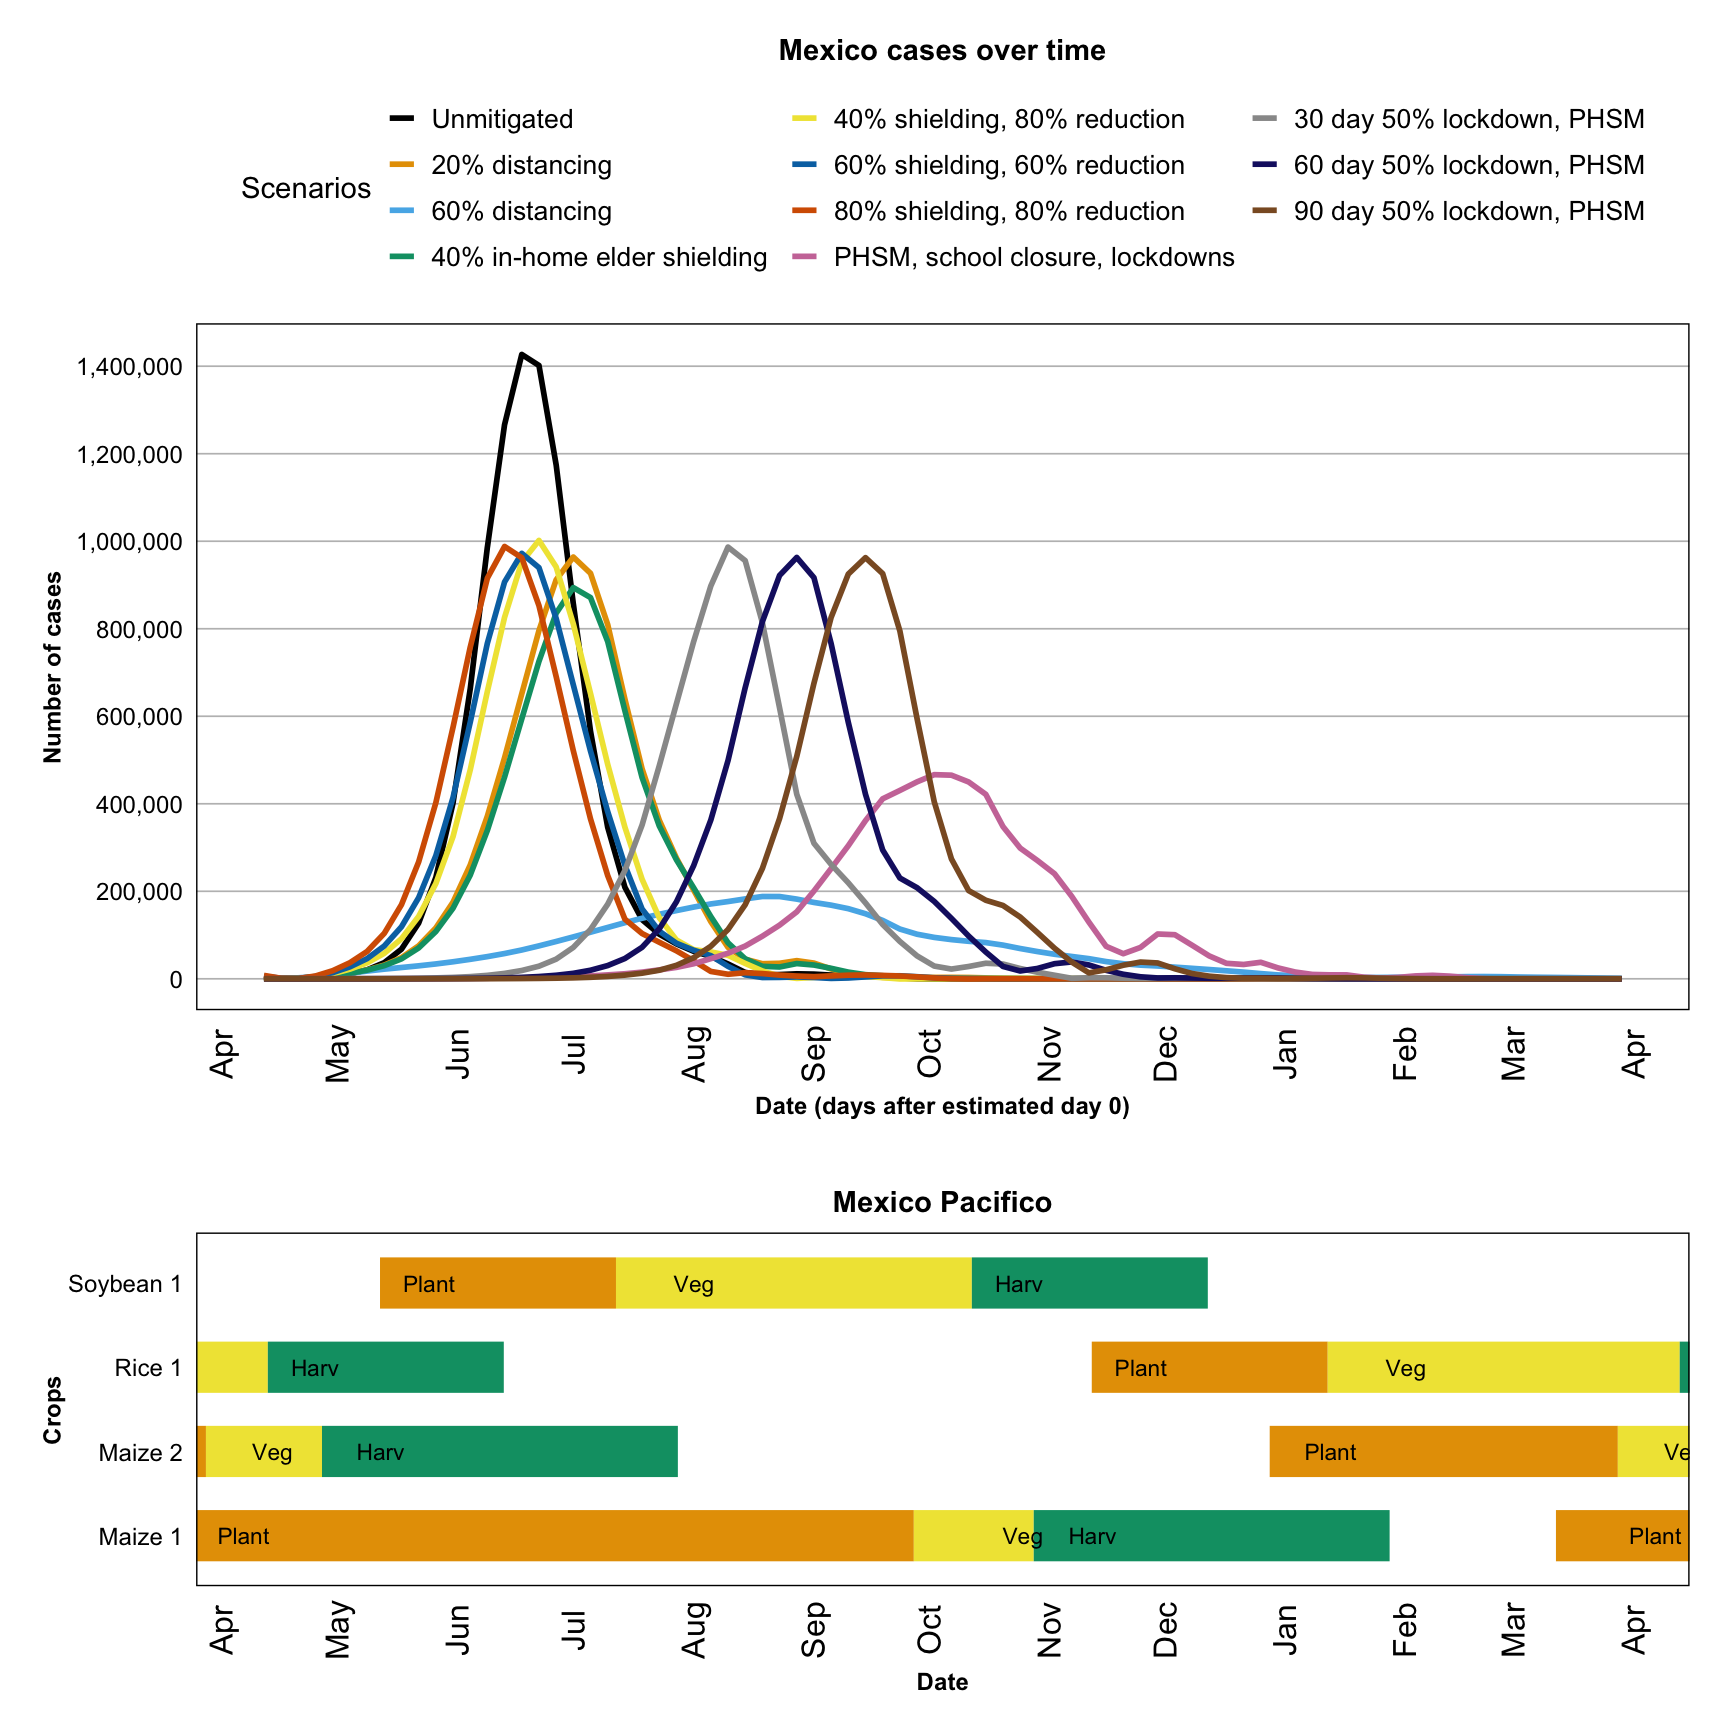 Mexico cases over time
Scenarios
Unmitigated
20% distancing
60% distancing
40% in-home elder shielding
40% shielding, 80% reduction
60% shielding, 60% reduction
80% shielding, 80% reduction
PHSM, school closure, lockdowns
30 day 50% lockdown, PHSM
60 day 50% lockdown, PHSM
90 day 50% lockdown, PHSM
Number of cases
1,400,000
1,200,000
1,000,000
800,000
600,000
400,000
200,000
0
Apr May Jun Jul Aug Sep Oct Nov Dec Jan Feb Mar Apr
Date (days after estimated day 0)
Mexico Pacifico
Crops
Soybean 1 Plant Veg Harv
Rice 1 Harv Plant Veg
Maize 2 Veg Harv Plant Ve
Maize 1 Plant Veg Harv Plant
Apr May Jun Jul Aug Sep Oct Nov Dec Jan Feb Mar Apr
Date